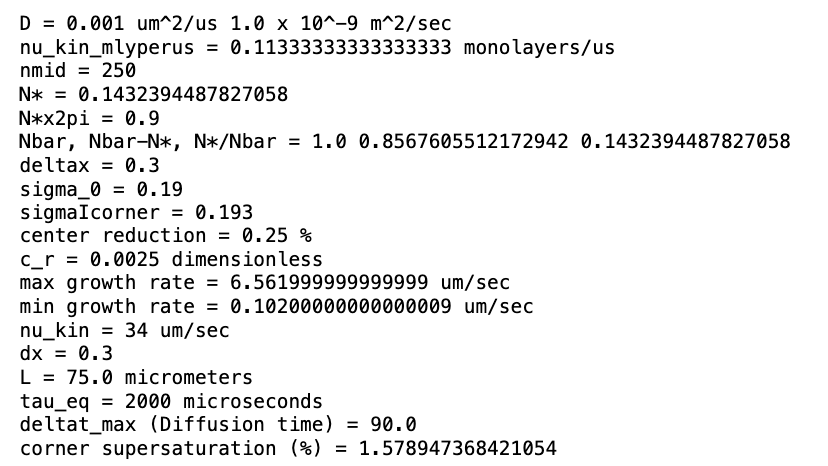 D = 0.001 um^2/us 1.0 x 10^-9 m^2/sec
nu_kin_mlyperus = 0.11333333333333333 monolayers/us
nmid = 250
N* = 0.1432394487827058
N*x2pi = 0.9
Nbar, Nbar-N*, N*/Nbar = 1.0 0.8567605512172942 0.1432394487827058
deltax = 0.3
sigma_0 = 0.19
sigmaIcorner = 0.193
center reduction = 0.25 %
c_r = 0.0025 dimensionless
max growth rate = 6.561999999999999 um/sec
min growth rate = 0.10200000000000009 um/sec
nu_kin = 34 um/sec
dx = 0.3
L = 75.0 micrometers
tau_eq = 2000 microseconds
deltat_max (Diffusion time) = 90.0
corner supersaturation (%) = 1.578947368421054